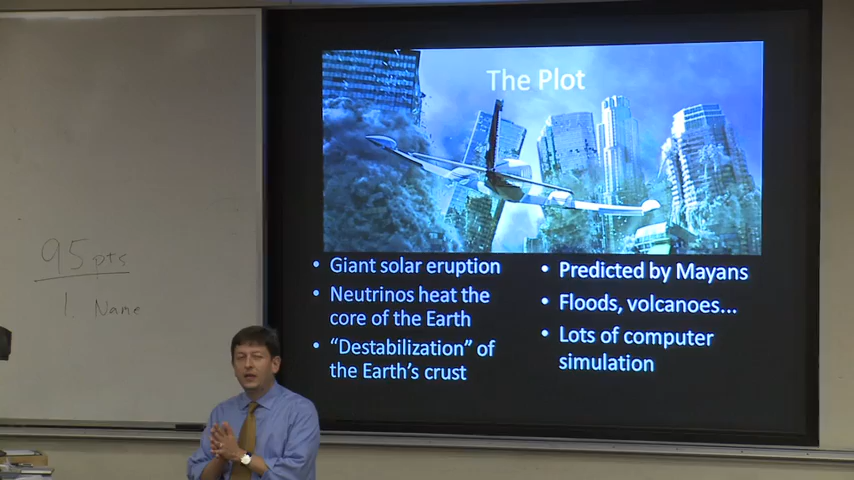 The Plot
95 pts
1. Name
• Giant solar eruption
• Neutrinos heat the
core of the Earth
• “Destabilization” of
the Earth’s crust
• Predicted by Mayans
• Floods, volcanoes...
• Lots of computer
simulation